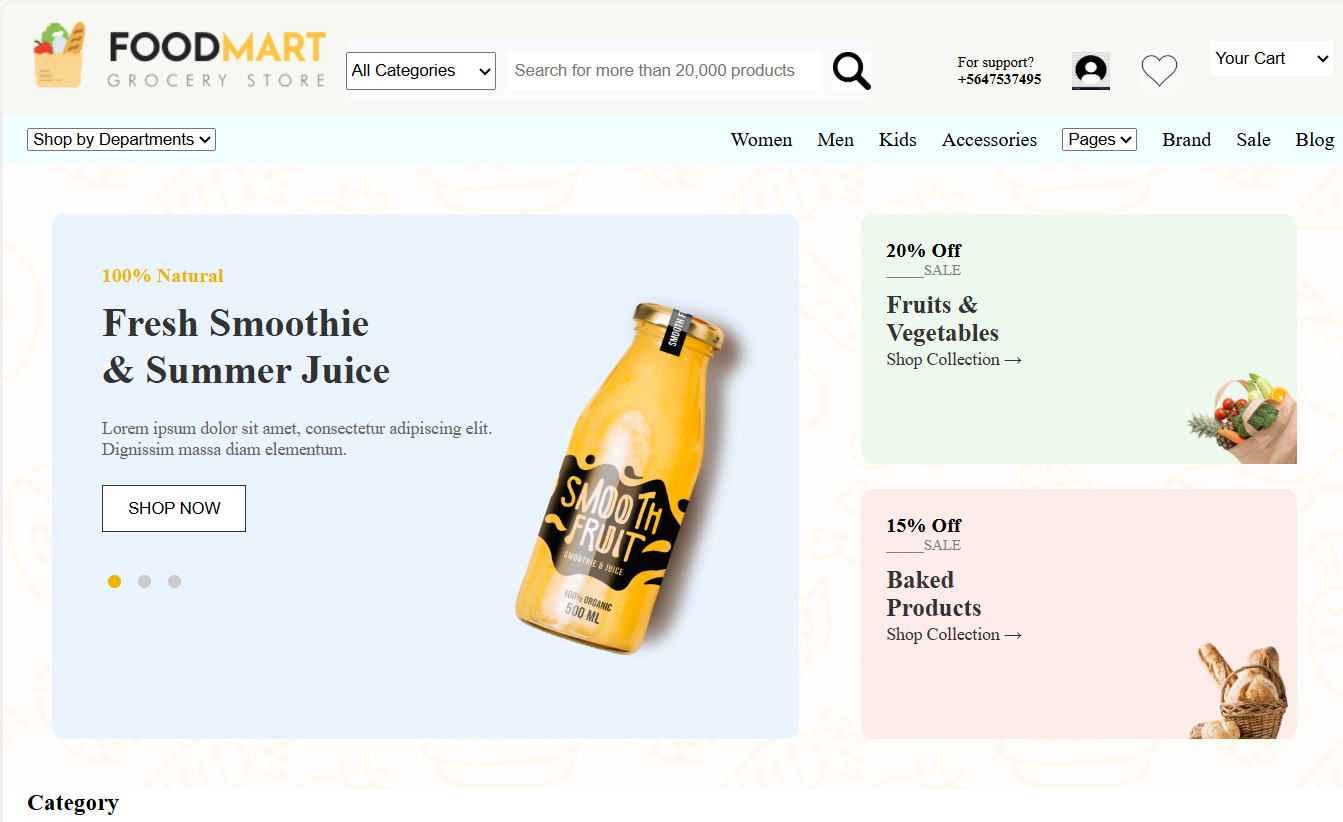 FOODMART
GROCERY STORE
All Categories
Search for more than 20,000 products
For support?
+5647537495
Your Cart
Shop by Departments
Women Men Kids Accessories Pages Brand Sale Blog
100% Natural
Fresh Smoothie
& Summer Juice
Lorem ipsum dolor sit amet, consectetur adipiscing elit.
Dignissim massa diam elementum.
SHOP NOW
SMOOTH F
SMOOTH
FRUIT
SMOOTHIE & JUICE
100% ORGANIC
500 ML
20% Off
_____SALE
Fruits &
Vegetables
Shop Collection →
15% Off
_____SALE
Baked
Products
Shop Collection →
Category